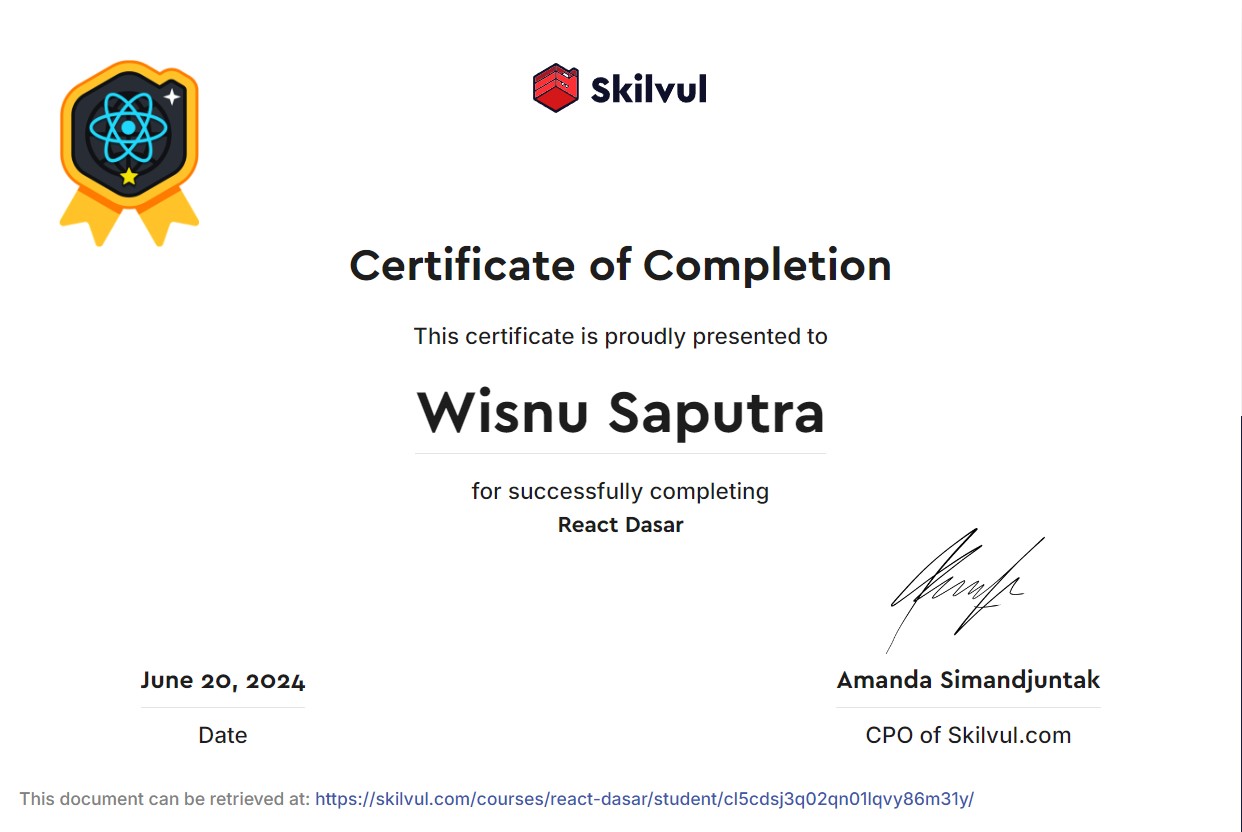 Skilvul
Certificate of Completion
This certificate is proudly presented to
Wisnu Saputra
for successfully completing
React Dasar
June 20, 2024
Date
Amanda Simandjuntak
CPO of Skilvul.com
This document can be retrieved at: https://skilvul.com/courses/react-dasar/student/cl5cdsj3q02qn01lqvy86m31y/